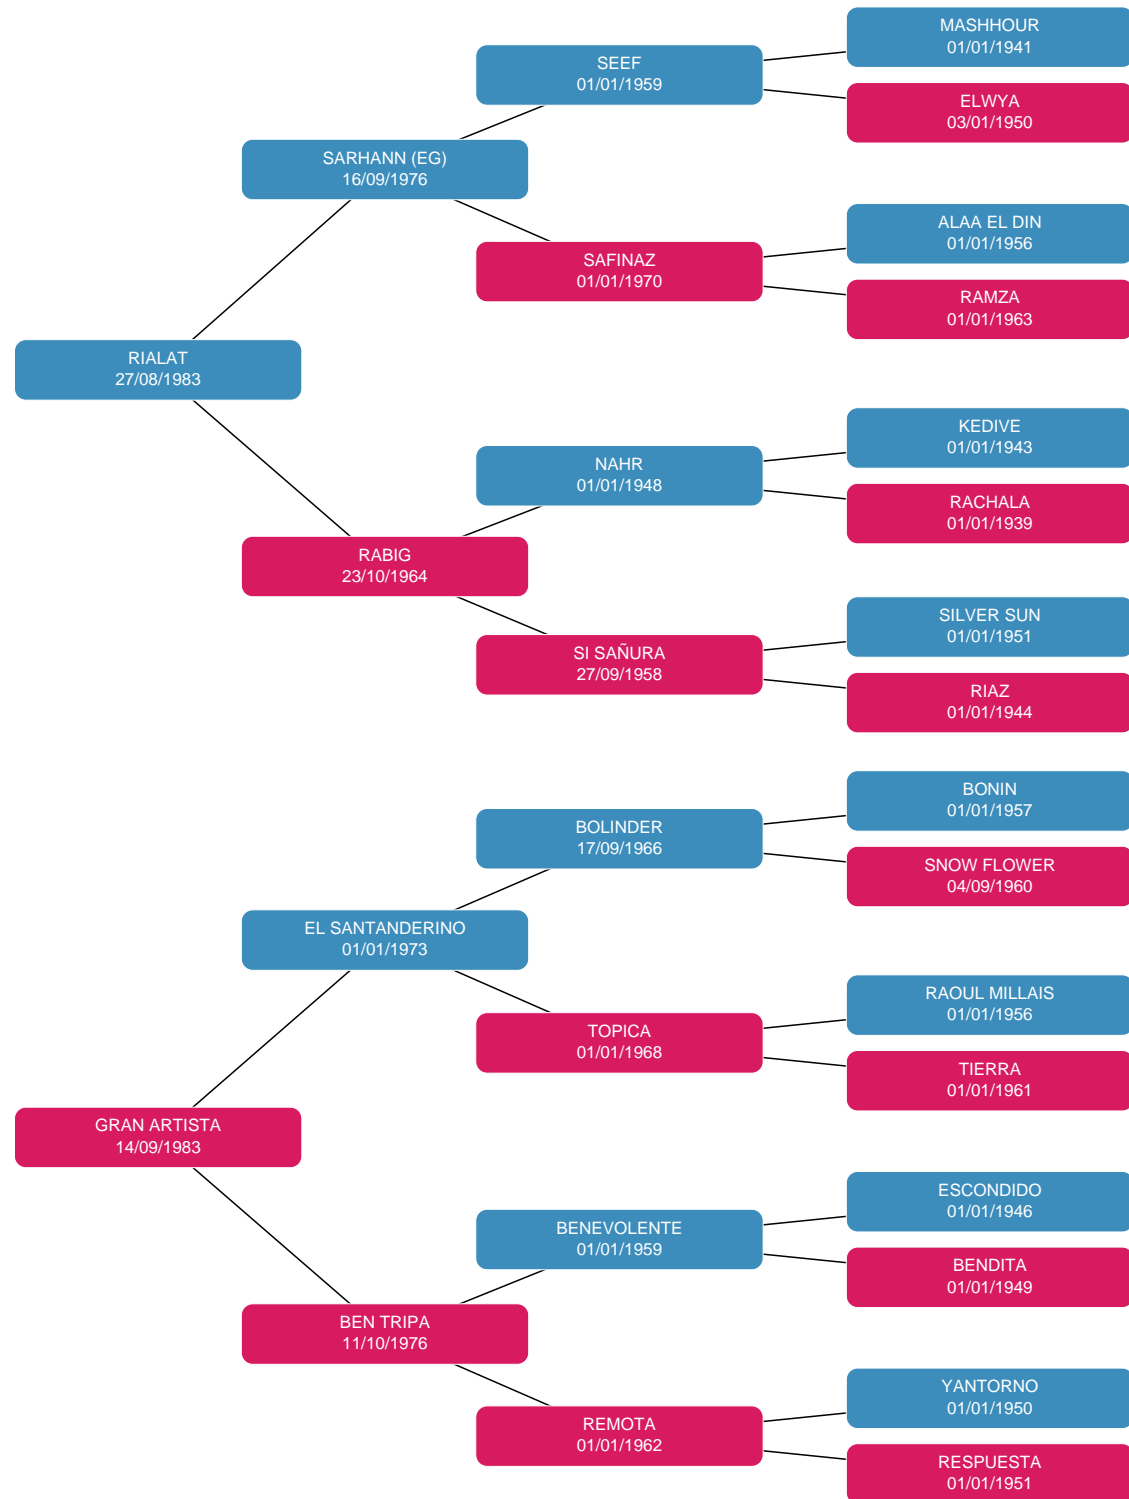 MASHHOUR
01/01/1941
SEEF
01/01/1959
ELWYA
03/01/1950
SARHANN (EG)
16/09/1976
ALAA EL DIN
01/01/1956
SAFINAZ
01/01/1970
RAMZA
01/01/1963
RIALAT
27/08/1983
KEDIVE
01/01/1943
NAHR
01/01/1948
RACHALA
01/01/1939
RABIG
23/10/1964
SILVER SUN
01/01/1951
SI SAÑURA
27/09/1958
RIAZ
01/01/1944
BONIN
01/01/1957
BOLINDER
17/09/1966
SNOW FLOWER
04/09/1960
EL SANTANDERINO
01/01/1973
RAOUL MILLAIS
01/01/1956
TOPICA
01/01/1968
TIERRA
01/01/1961
GRAN ARTISTA
14/09/1983
ESCONDIDO
01/01/1946
BENEVOLENTE
01/01/1959
BENDITA
01/01/1949
BEN TRIPA
11/10/1976
YANTORNO
01/01/1950
REMOTA
01/01/1962
RESPUESTA
01/01/1951